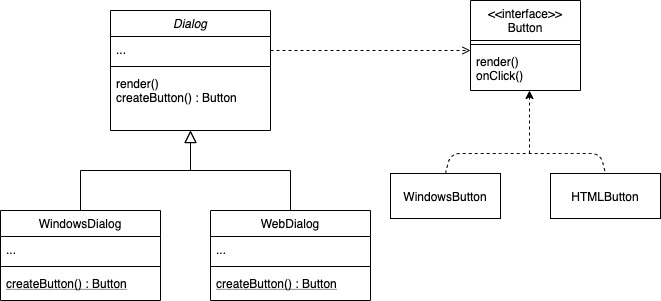 Dialog
...
render()
createButton() : Button
<<interface>>
Button
render()
onClick()
WindowsButton
HTMLButton
WindowsDialog
...
createButton() : Button
WebDialog
...
createButton() : Button